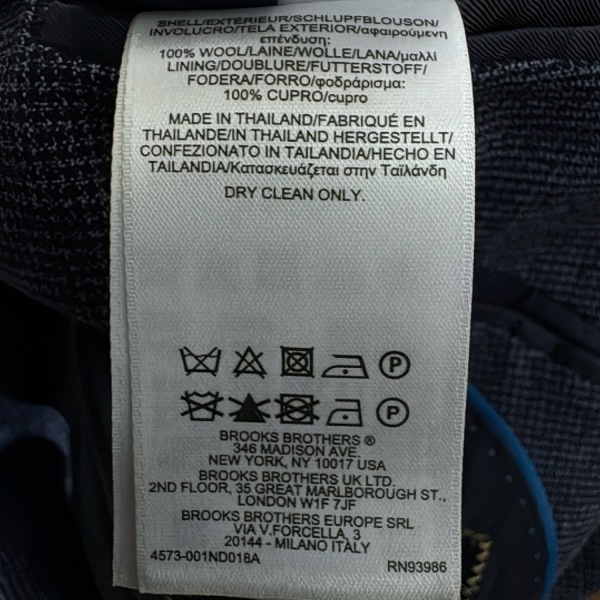 SHELL/EXTÉRIEUR/SCHLUPFBLOUSON/
INVOLUCRO/TELA EXTERIOR/αφαιρούμενη
επένδυση:
100% WOOL/LAINE/WOLLE/LANA/μαλλί
LINING/DOUBLURE/FUTTERSTOFF/
FODERA/FORRO/φοδράρισμα:
100% CUPRO/cupro
MADE IN THAILAND/FABRIQUÉ EN
THAILANDE/IN THAILAND HERGESTELLT/
CONFEZIONATO IN TAILANDIA/HECHO EN
TAILANDIA/Κατασκευάζεται στην Ταϊλάνδη
DRY CLEAN ONLY.
P
P
BROOKS BROTHERS ®
346 MADISON AVE.
NEW YORK, NY 10017 USA
BROOKS BROTHERS UK LTD.
2ND FLOOR, 35 GREAT MARLBOROUGH ST.,
LONDON W1F 7JF
BROOKS BROTHERS EUROPE SRL
VIA V.FORCELLA, 3
20144 - MILANO ITALY
4573-001ND018A RN93986